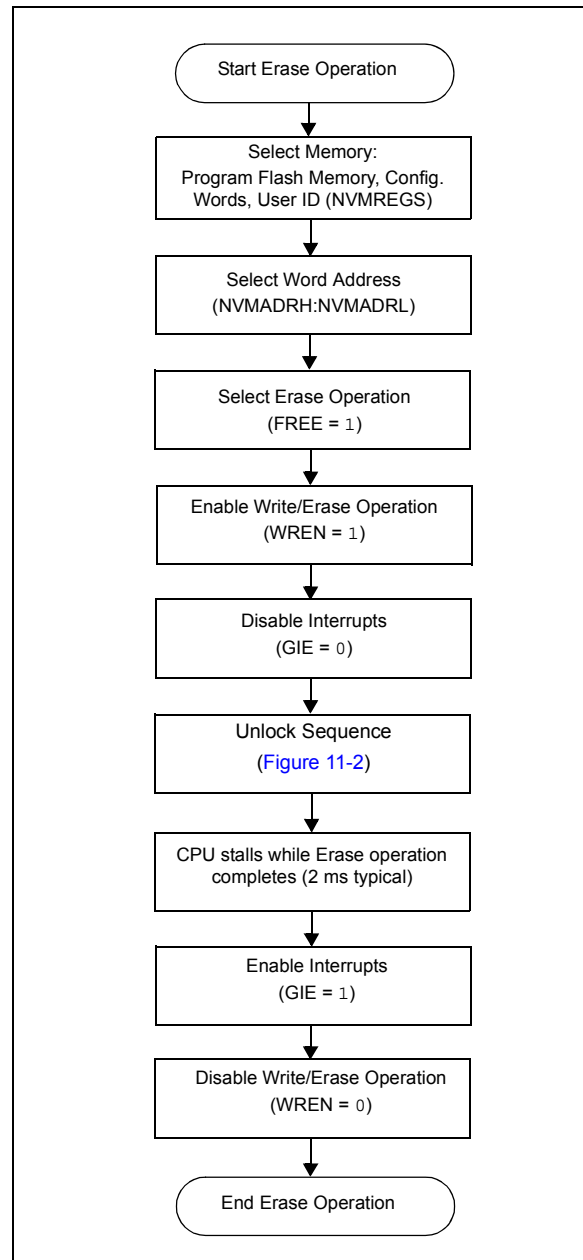 Start Erase Operation
Select Memory:
Program Flash Memory, Config.
Words, User ID (NVMREGS)
Select Word Address
(NVMADRH:NVMADRL)
Select Erase Operation
(FREE = 1)
Enable Write/Erase Operation
(WREN = 1)
Disable Interrupts
(GIE = 0)
Unlock Sequence
(Figure 11-2)
CPU stalls while Erase operation
completes (2 ms typical)
Enable Interrupts
(GIE = 1)
Disable Write/Erase Operation
(WREN = 0)
End Erase Operation